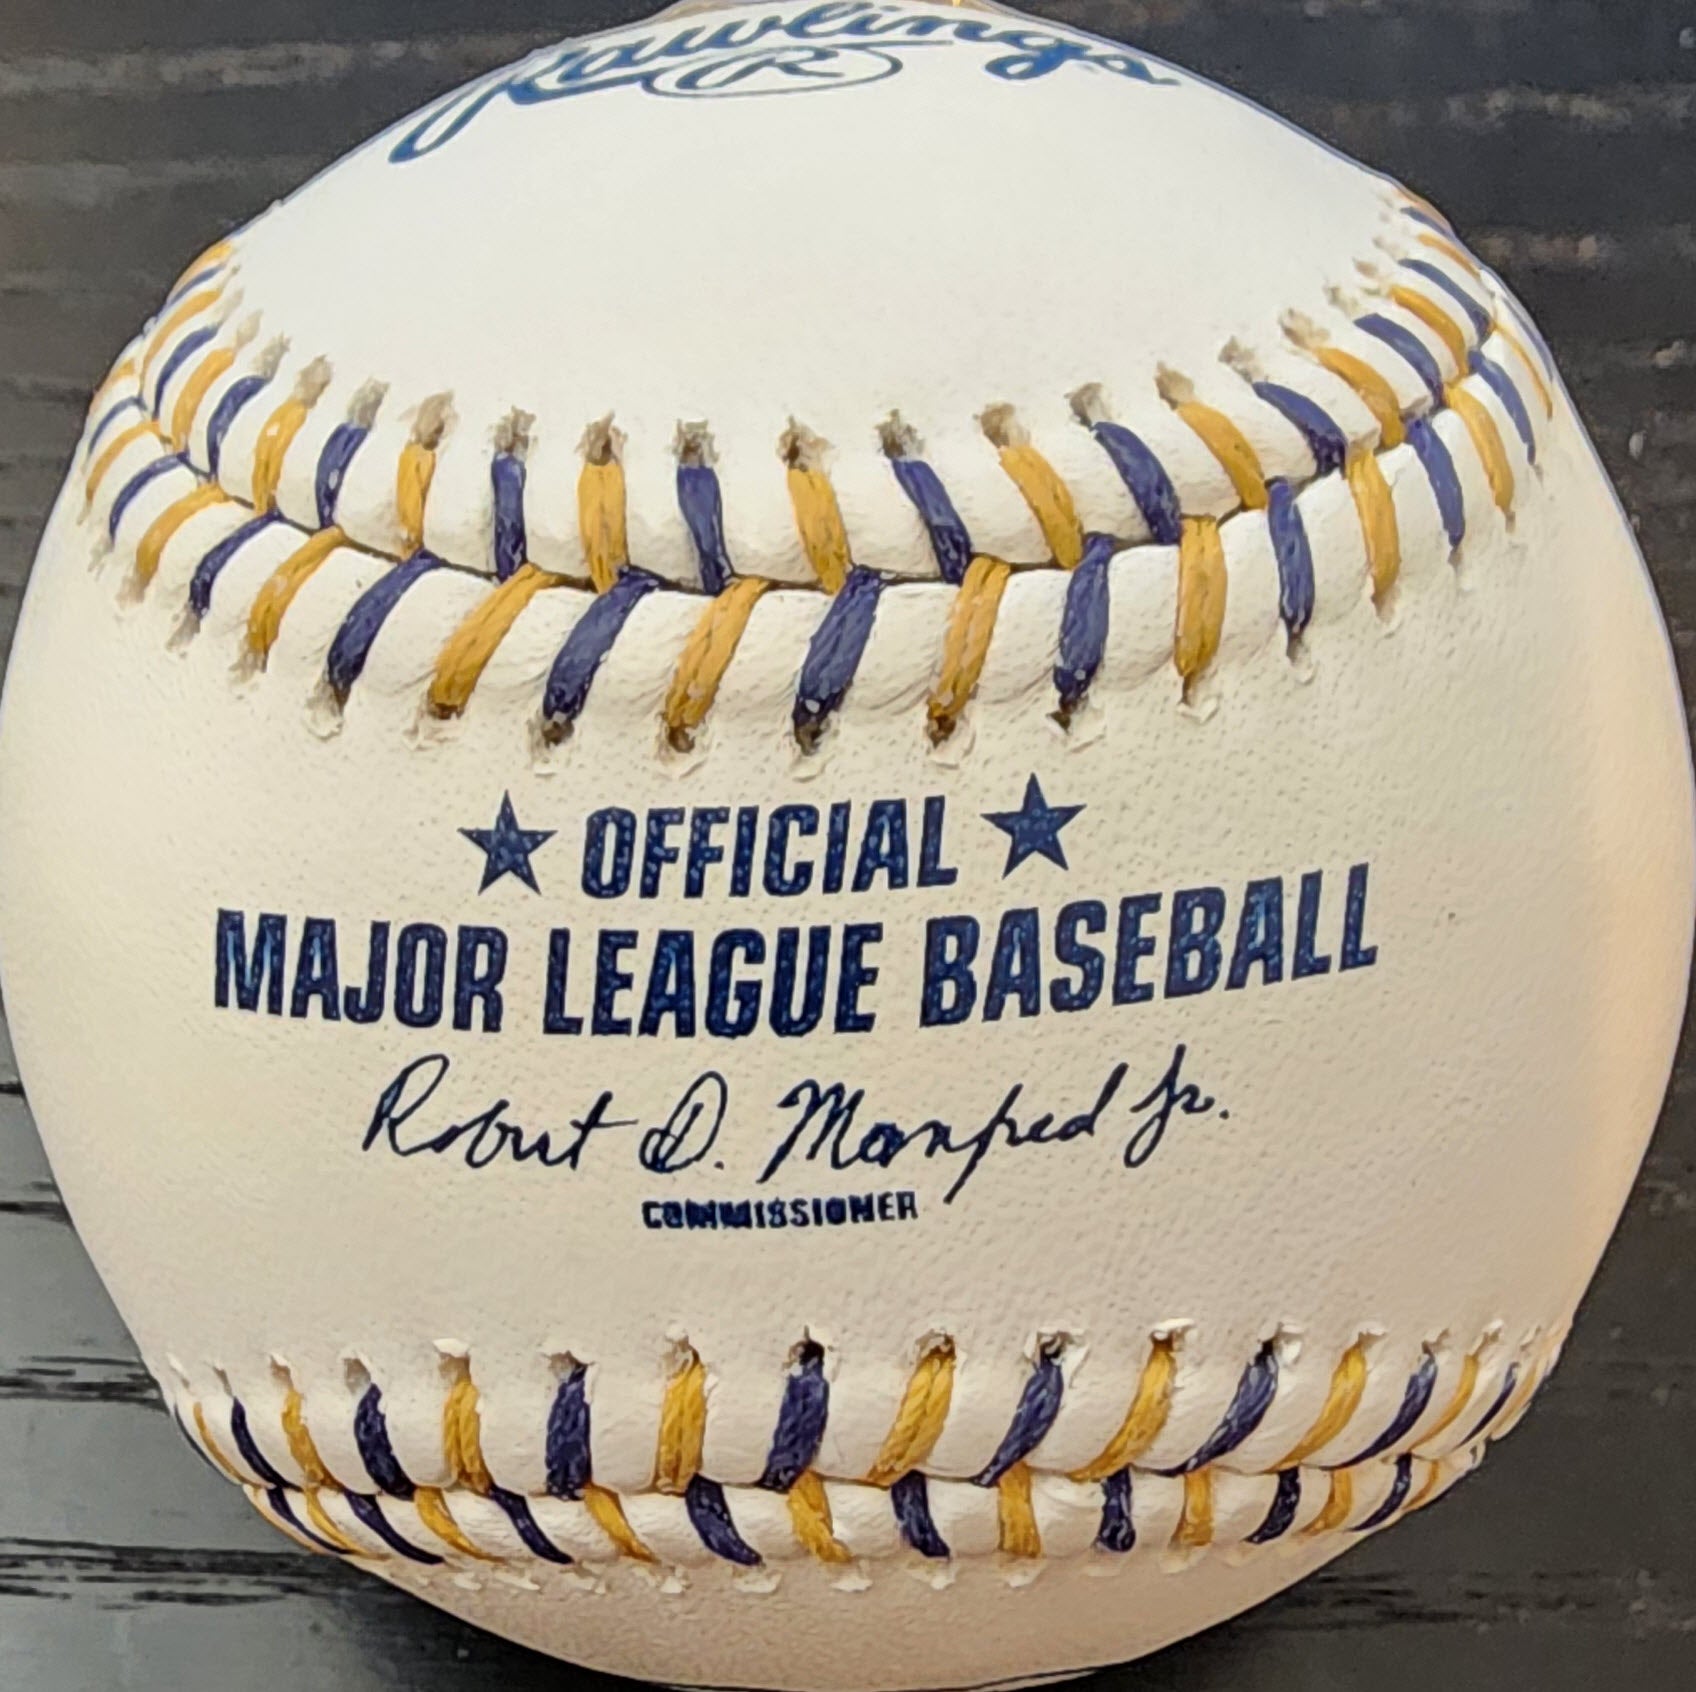 Rawlings
R
★ OFFICIAL ★
MAJOR LEAGUE BASEBALL
Robert D. Manfred Jr.
COMMISSIONER